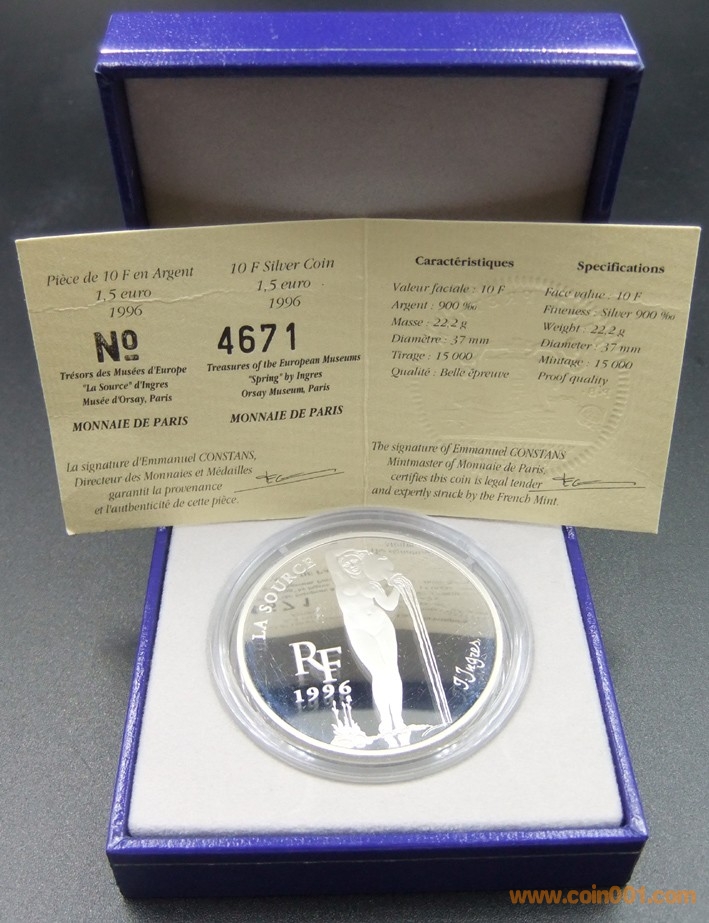 Pièce de 10 F en Argent
1,5 euro
1996
No
Trésors des Musées d'Europe
"La Source" d'Ingres
Musée d'Orsay, Paris
MONNAIE DE PARIS
10 F Silver Coin
1,5 euro
1996
4671
Treasures of the European Museums
"Spring" by Ingres
Orsay Museum, Paris
MONNAIE DE PARIS
La signature d'Emmanuel CONSTANS,
Directeur des Monnaies et Médailles
garantit la provenance
et l'authenticité de cette pièce.
Caractéristiques
Valeur faciale : 10 F
Argent : 900 ‰
Masse : 22,2 g
Diamètre : 37 mm
Tirage : 15 000
Qualité : Belle épreuve
Specifications
Face value : 10 F
Fineness : Silver 900 ‰
Weight : 22,2 g
Diameter : 37 mm
Mintage : 15 000
Proof quality
The signature of Emmanuel CONSTANS
Mintmaster of Monnaie de Paris,
certifies this coin is legal tender
and expertly struck by the French Mint.
LA SOURCE
RF
1996
J Ingres
www.coin001.com